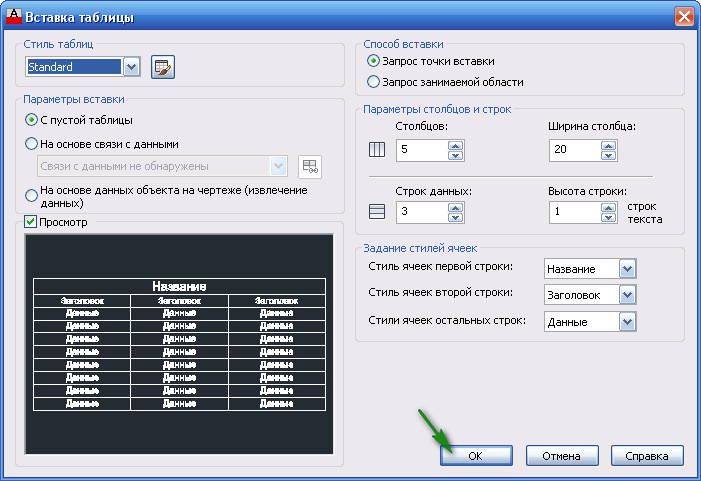 Вставка таблицы
Стиль таблиц
Standard
Параметры вставки
С пустой таблицы
На основе связи с данными
Связи с данными не обнаружены
На основе данных объекта на чертеже (извлечение
данных)
Просмотр
Название
Заголовок Заголовок Заголовок
Данные Данные Данные
Данные Данные Данные
Данные Данные Данные
Данные Данные Данные
Данные Данные Данные
Данные Данные Данные
Данные Данные Данные
Данные Данные Данные
Способ вставки
Запрос точки вставки
Запрос занимаемой области
Параметры столбцов и строк
Столбцов: Ширина столбца:
5 20
Строк данных: Высота строки:
3 1 строк
текста
Задание стилей ячеек
Стиль ячеек первой строки: Название
Стиль ячеек второй строки: Заголовок
Стили ячеек остальных строк: Данные
OK Отмена Справка